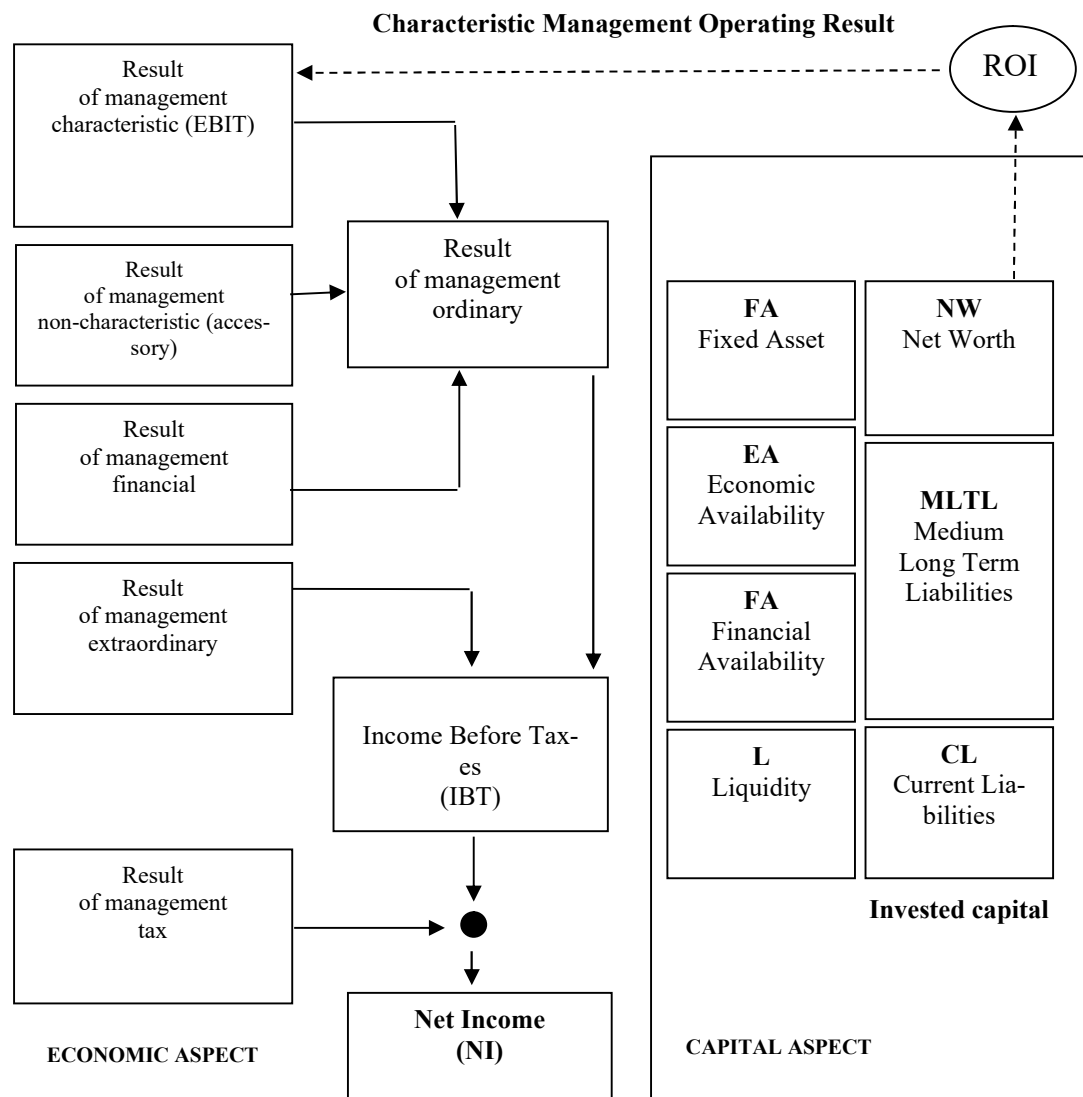 Characteristic Management Operating Result
ROI
Result
of management
characteristic (EBIT)
Result
of management
non-characteristic (acces-
sory)
Result
of management
ordinary
Result
of management
financial
Result
of management
extraordinary
Income Before Tax-
es
(IBT)
Result
of management
tax
Net Income
(NI)
ECONOMIC ASPECT
FA
Fixed Asset
NW
Net Worth
EA
Economic
Availability
MLTL
Medium
Long Term
Liabilities
FA
Financial
Availability
L
Liquidity
CL
Current Lia-
bilities
Invested capital
CAPITAL ASPECT